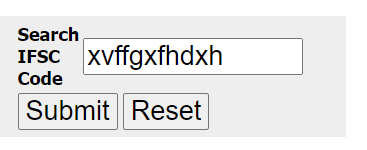 Search
IFSC xvffgxfhdxh
Code
Submit Reset